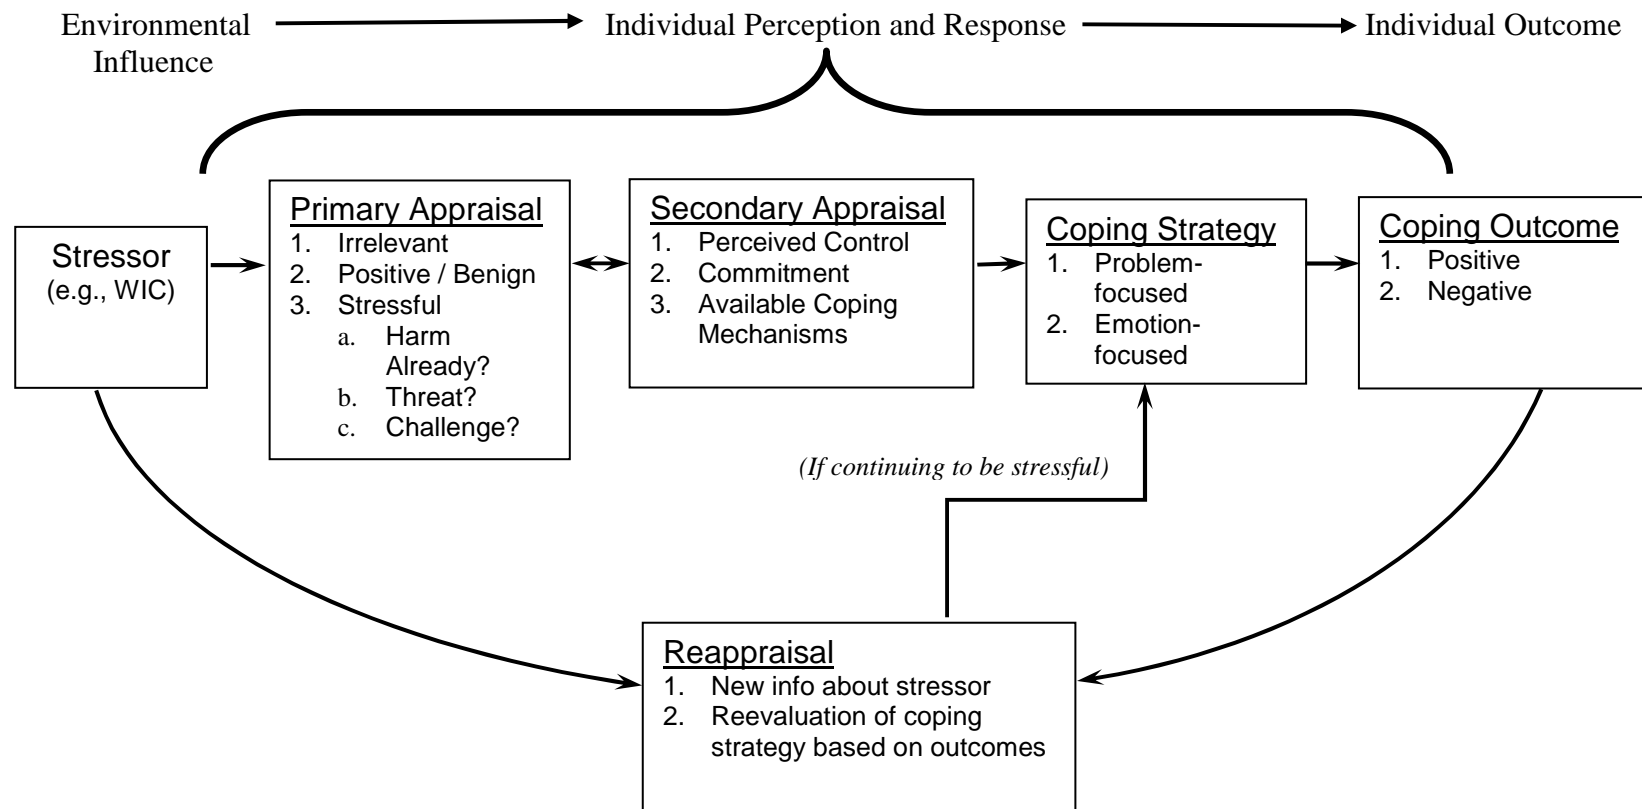 Environmental
Influence
Individual Perception and Response
Individual Outcome
Stressor
(e.g., WIC)
Primary Appraisal
1. Irrelevant
2. Positive / Benign
3. Stressful
a. Harm
Already?
b. Threat?
c. Challenge?
Secondary Appraisal
1. Perceived Control
2. Commitment
3. Available Coping
Mechanisms
Coping Strategy
1. Problem-
focused
2. Emotion-
focused
Coping Outcome
1. Positive
2. Negative
(If continuing to be stressful)
Reappraisal
1. New info about stressor
2. Reevaluation of coping
strategy based on outcomes